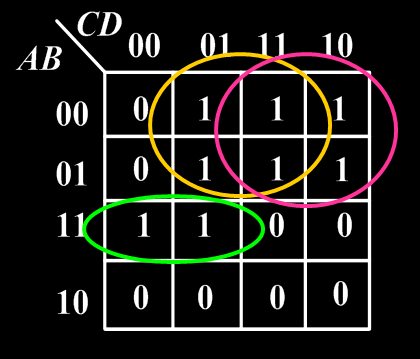 CD
AB
00 01 11 10
00 0 1 1 1
01 0 1 1 1
11 1 1 0 0
10 0 0 0 0